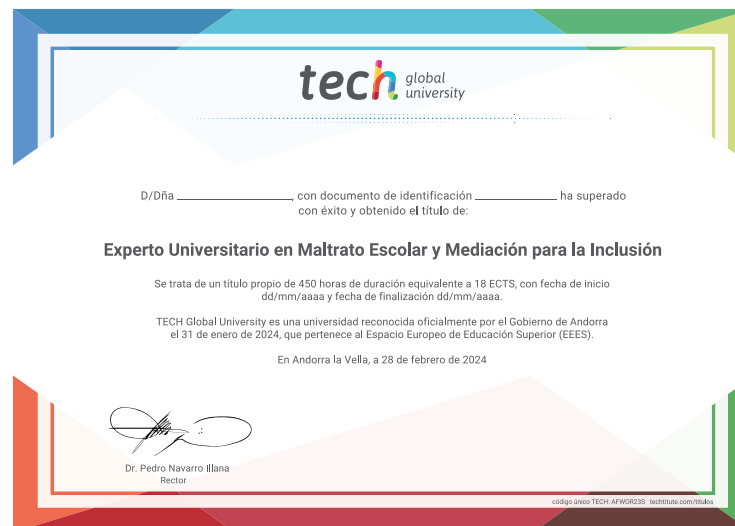 tech global university
D/Dña ______________, con documento de identificación __________ ha superado
con éxito y obtenido el título de:
Experto Universitario en Maltrato Escolar y Mediación para la Inclusión
Se trata de un título propio de 450 horas de duración equivalente a 18 ECTS, con fecha de inicio
dd/mm/aaaa y fecha de finalización dd/mm/aaaa.
TECH Global University es una universidad reconocida oficialmente por el Gobierno de Andorra
el 31 de enero de 2024, que pertenece al Espacio Europeo de Educación Superior (EEES).
En Andorra la Vella, a 28 de febrero de 2024
Dr. Pedro Navarro Illana
Rector
código único TECH: AFWOR23S techtitute.com/titulos